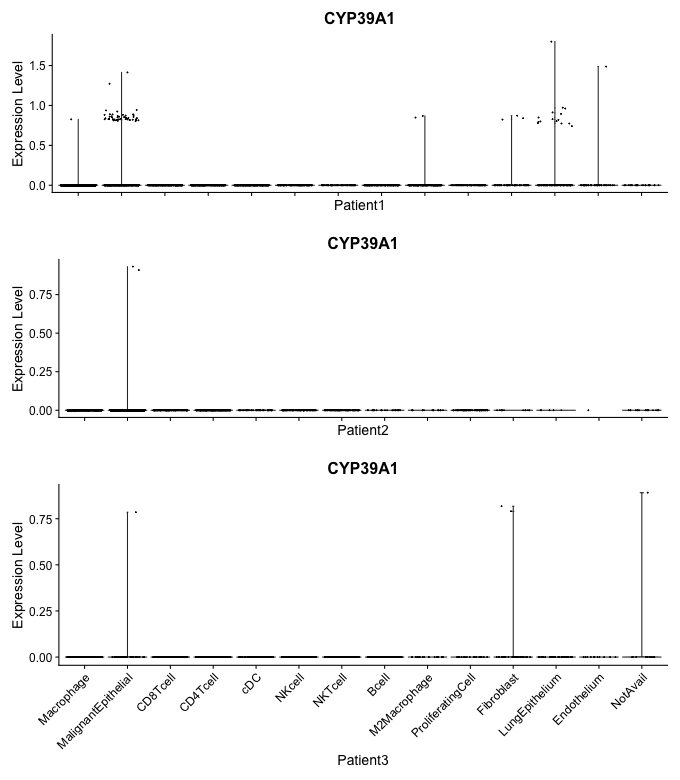 CYP39A1
Expression Level
1.5
1.0
0.5
0.0
Patient1
CYP39A1
Expression Level
0.75
0.50
0.25
0.00
Patient2
CYP39A1
Expression Level
0.75
0.50
0.25
0.00
Macrophage
MalignantEpithelial
CD8Tcell
CD4Tcell
cDC
NKcell
NKTcell
Bcell
M2Macrophage
ProliferatingCell
Fibroblast
LungEpithelium
Endothelium
NotAvail
Patient3